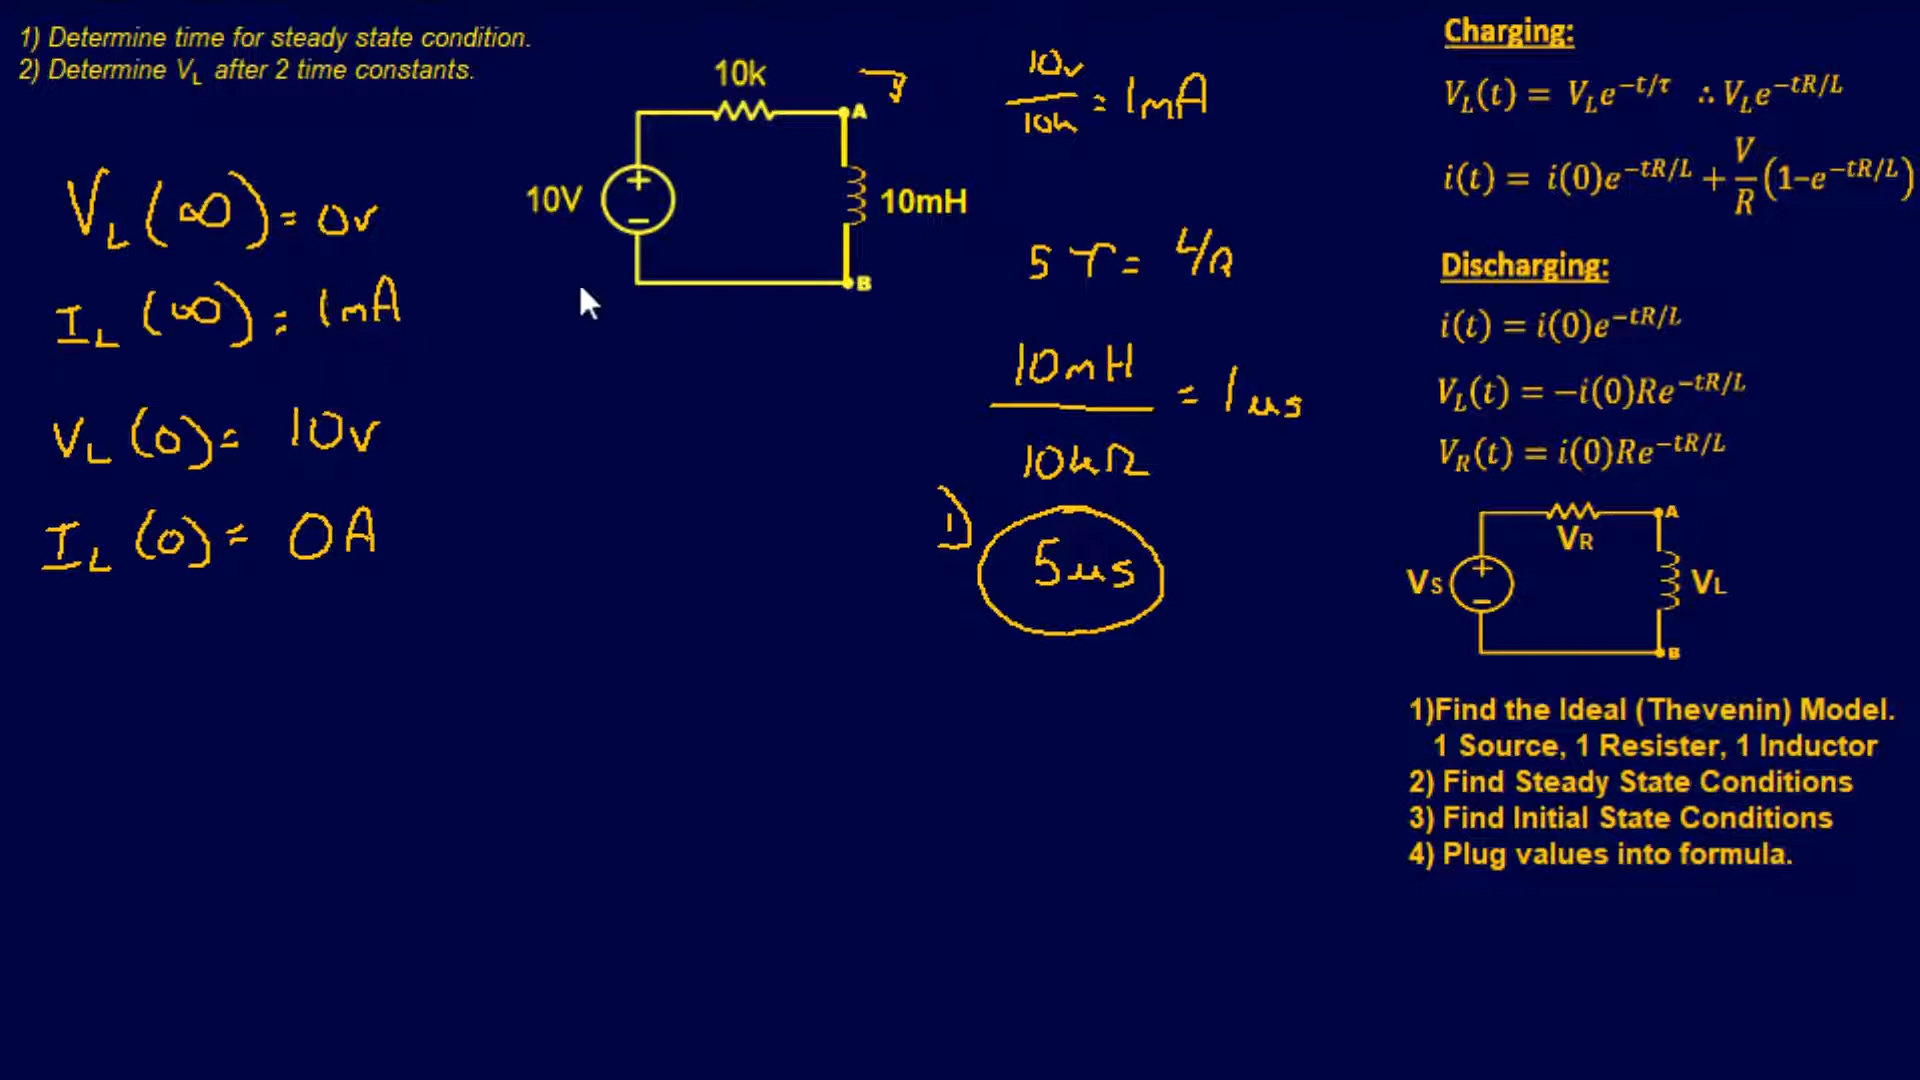 1) Determine time for steady state condition.
2) Determine VL after 2 time constants.
VL(∞) = 0v
IL(∞) = 1mA
VL(0) = 10v
IL(0) = 0A
10k
A
10V
+
−
10mH
B
10v/10k = 1mA
5τ = L/R
10mH/10kΩ = 1us
1)
5us
Charging:
VL(t) = VLe−t/τ ∴ VLe−tR/L
i(t) = i(0)e−tR/L + V/R (1−e−tR/L)
Discharging:
i(t) = i(0)e−tR/L
VL(t) = −i(0)Re−tR/L
VR(t) = i(0)Re−tR/L
A
VR
VS
+
−
VL
B
1)Find the Ideal (Thevenin) Model.
1 Source, 1 Resister, 1 Inductor
2) Find Steady State Conditions
3) Find Initial State Conditions
4) Plug values into formula.